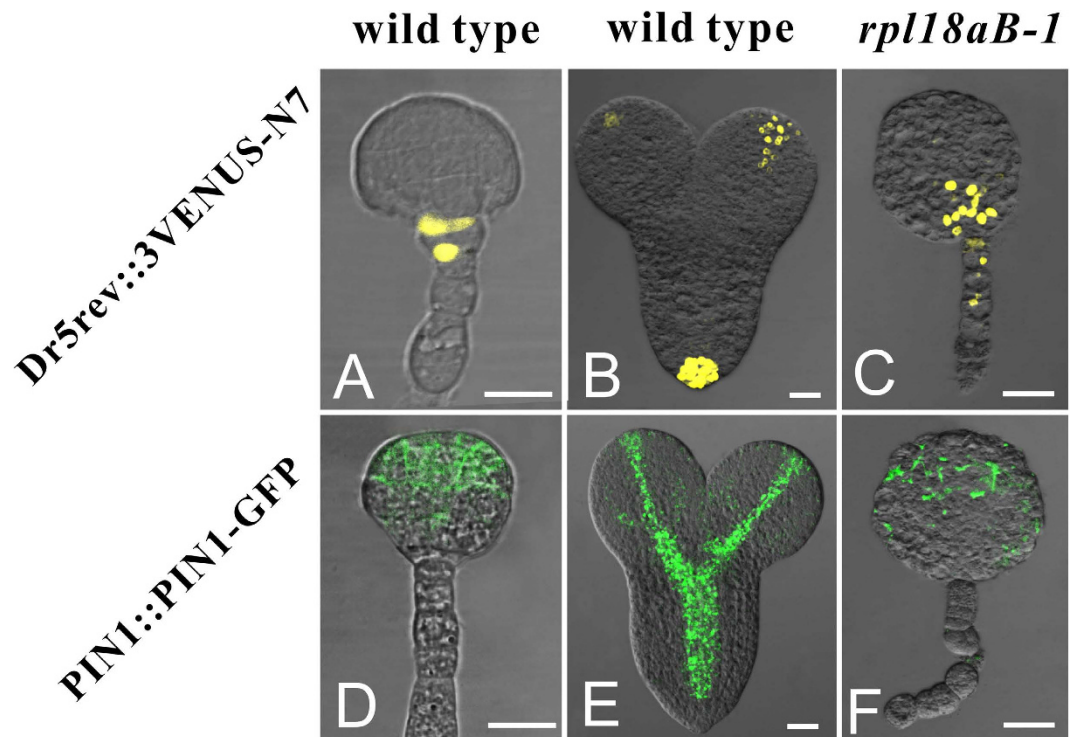 wild type
wild type
rpl18aB-1
Dr5rev::3VENUS-N7
A
B
C
PIN1::PIN1-GFP
D
E
F